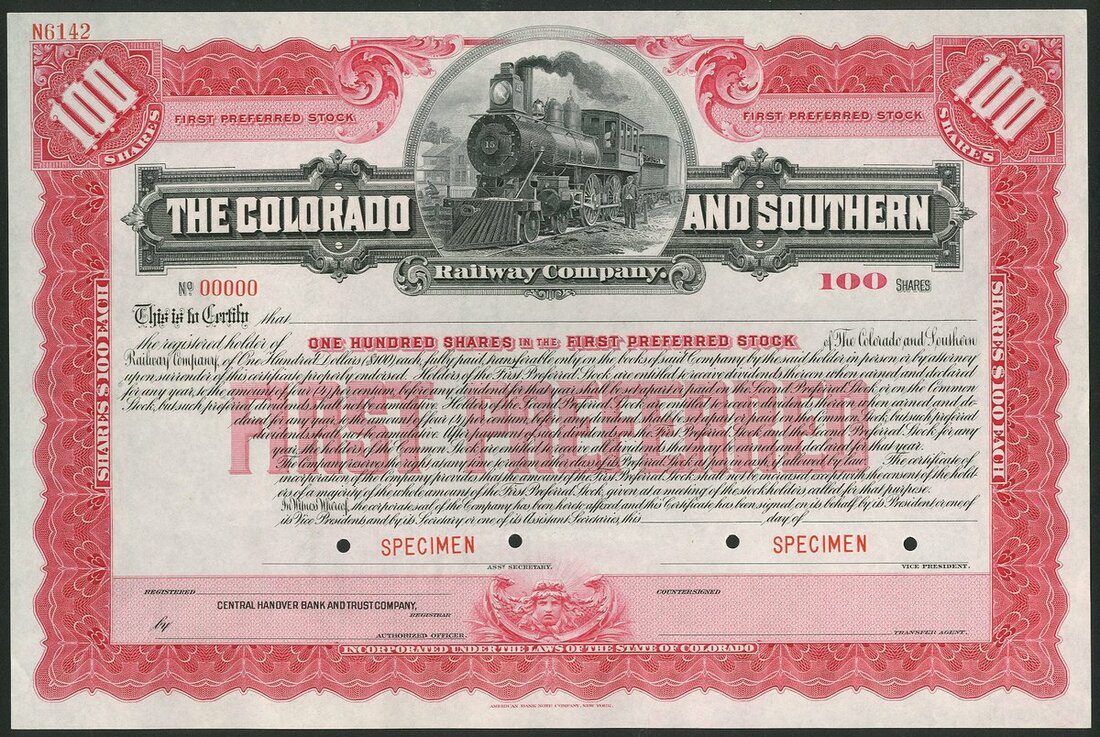 N6142
100 SHARES
FIRST PREFERRED STOCK
FIRST PREFERRED STOCK
100 SHARES
15
THE COLORADO AND SOUTHERN
Railway Company.
No 00000
100 SHARES
This is to Certify that
the registered holder of ONE HUNDRED SHARES IN THE FIRST PREFERRED STOCK of The Colorado and Southern
Railway Company, of One Hundred Dollars ($100) each, fully paid, transferable only on the books of said Company by the said holder in person or by attorney
upon surrender of this certificate properly endorsed. Holders of the First Preferred Stock are entitled to receive dividends thereon when earned and declared
for any year, to the amount of four (4) per centum, before any dividend for that year shall be set apart or paid on the Second Preferred Stock or on the Common
Stock, but such preferred dividends shall not be cumulative. Holders of the Second Preferred Stock are entitled to receive dividends thereon, when earned and de-
clared for any year, to the amount of four (4) per centum, before any dividend shall be set apart or paid on the Common Stock, but such preferred
dividends shall not be cumulative. After payment of such dividends on the First Preferred Stock and the Second Preferred Stock for any
year, the holders of the Common Stock are entitled to receive all dividends that may be earned and declared for that year.
The Company reserves the right at any time to retire either class of its Preferred Stock at par in cash, if allowed by law. The certificate of
incorporation of the Company provides that the amount of the First Preferred Stock shall not be increased except with the consent of the hold-
ers of a majority of the whole amount of the First Preferred Stock, given at a meeting of the stockholders called for that purpose.
In Witness Whereof, the corporate seal of the Company has been hereto affixed and this Certificate has been signed on its behalf by its President or one of
its Vice Presidents and by its Secretary or one of its Assistant Secretaries, this day of
FIRST PREFERRED
SHARES $100 EACH
SHARES $100 EACH
SPECIMEN
SPECIMEN
ASST SECRETARY.
VICE PRESIDENT.
REGISTERED
COUNTERSIGNED
CENTRAL HANOVER BANK AND TRUST COMPANY,
REGISTRAR
by
AUTHORIZED OFFICER.
TRANSFER AGENT.
INCORPORATED UNDER THE LAWS OF THE STATE OF COLORADO
AMERICAN BANK NOTE COMPANY, NEW YORK.